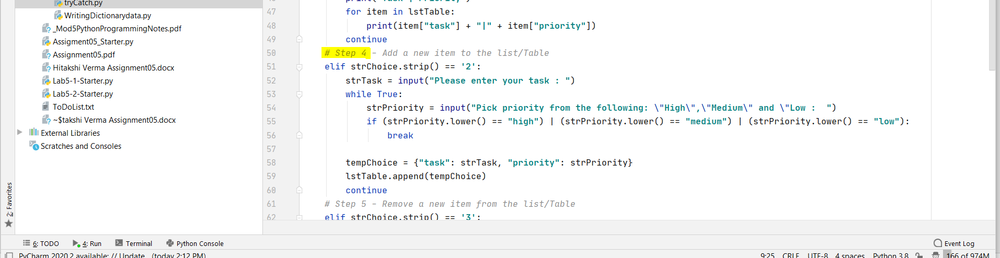 tryCatch.py
WritingDictionarydata.py
_Mod5PythonProgrammingNotes.pdf
Assigment05_Starter.py
Assignment05.pdf
Hitakshi Verma Assignment05.docx
Lab5-1-Starter.py
Lab5-2-Starter.py
ToDoList.txt
~$takshi Verma Assignment05.docx
External Libraries
Scratches and Consoles
2: Favorites
47 for item in lstTable:
48 print(item["task"] + "|" + item["priority"])
49 continue
50 # Step 4 - Add a new item to the list/Table
51 elif strChoice.strip() == '2':
52 strTask = input("Please enter your task : ")
53 while True:
54 strPriority = input("Pick priority from the following: \"High\",\"Medium\" and \"Low :  ")
55 if (strPriority.lower() == "high") | (strPriority.lower() == "medium") | (strPriority.lower() == "low"):
56 break
57
58 tempChoice = {"task": strTask, "priority": strPriority}
59 lstTable.append(tempChoice)
60 continue
61 # Step 5 - Remove a new item from the list/Table
62 elif strChoice.strip() == '3':
6: TODO 4: Run Terminal Python Console Event Log
PyCharm 2020.2 available: // Update... (today 2:12 PM) 9:25 CRLF UTF-8 4 spaces Python 3.8 166 of 974M